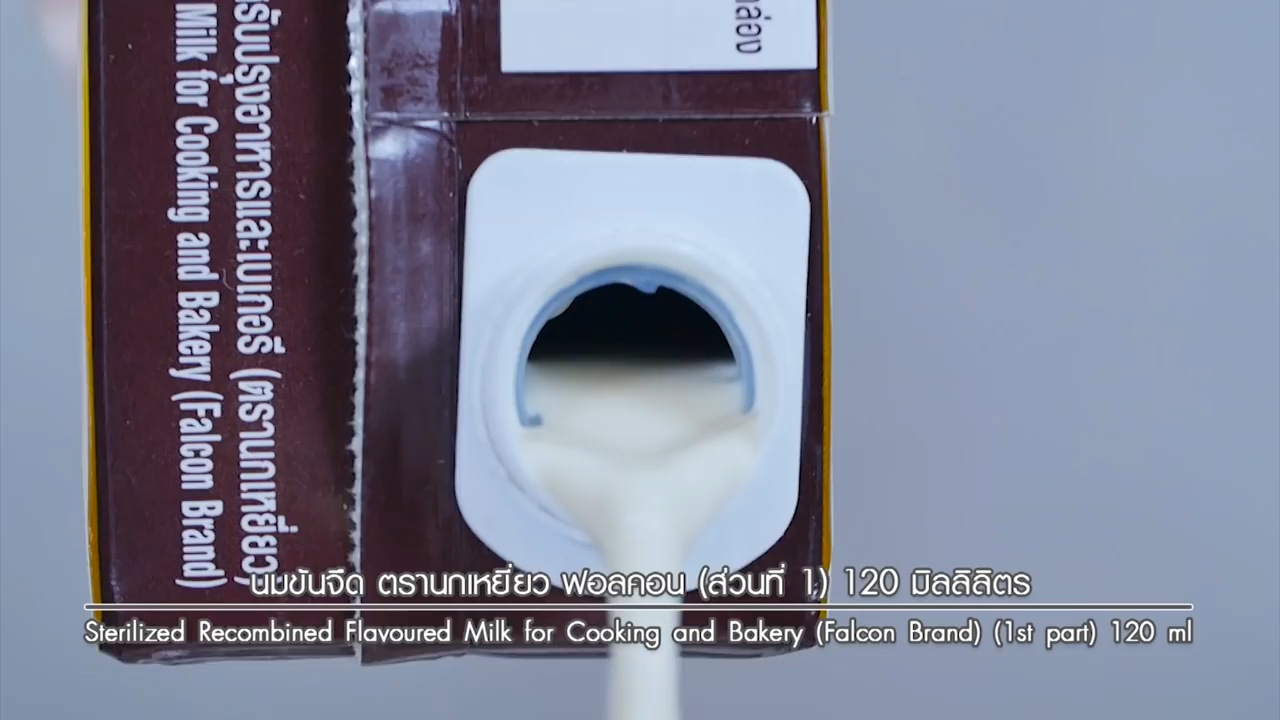 ล่อง
รับปรุงอาหารและเบเกอรี (ตรานกเหยี่ยว
Milk for Cooking and Bakery (Falcon Brand)
นมข้นจืด ตรานกเหยี่ยว ฟอลคอน (ส่วนที่ 1) 120 มิลลิลิตร
Sterilized Recombined Flavoured Milk for Cooking and Bakery (Falcon Brand) (1st part) 120 ml